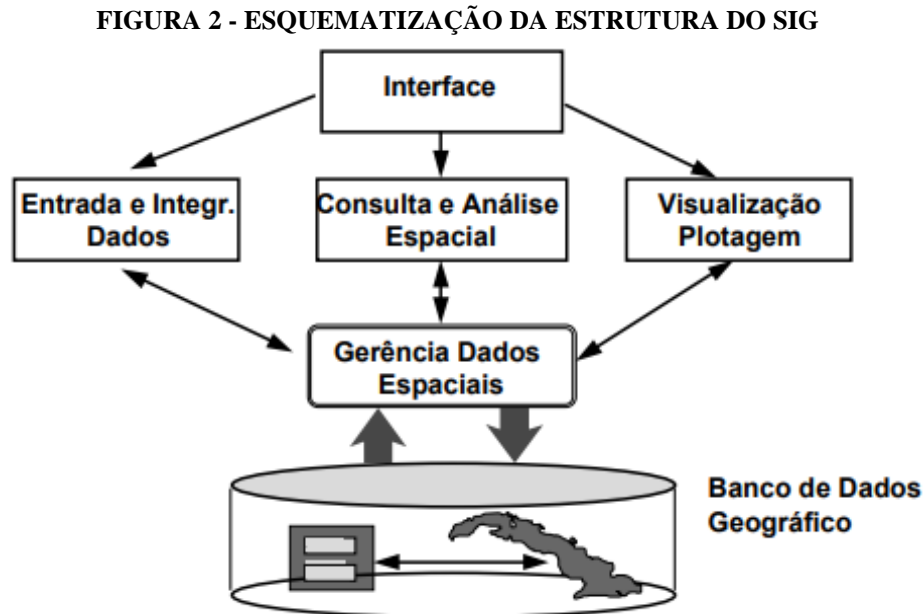 FIGURA 2 - ESQUEMATIZAÇÃO DA ESTRUTURA DO SIG
Interface
Entrada e Integr.
Dados
Consulta e Análise
Espacial
Visualização
Plotagem
Gerência Dados
Espaciais
Banco de Dados
Geográfico